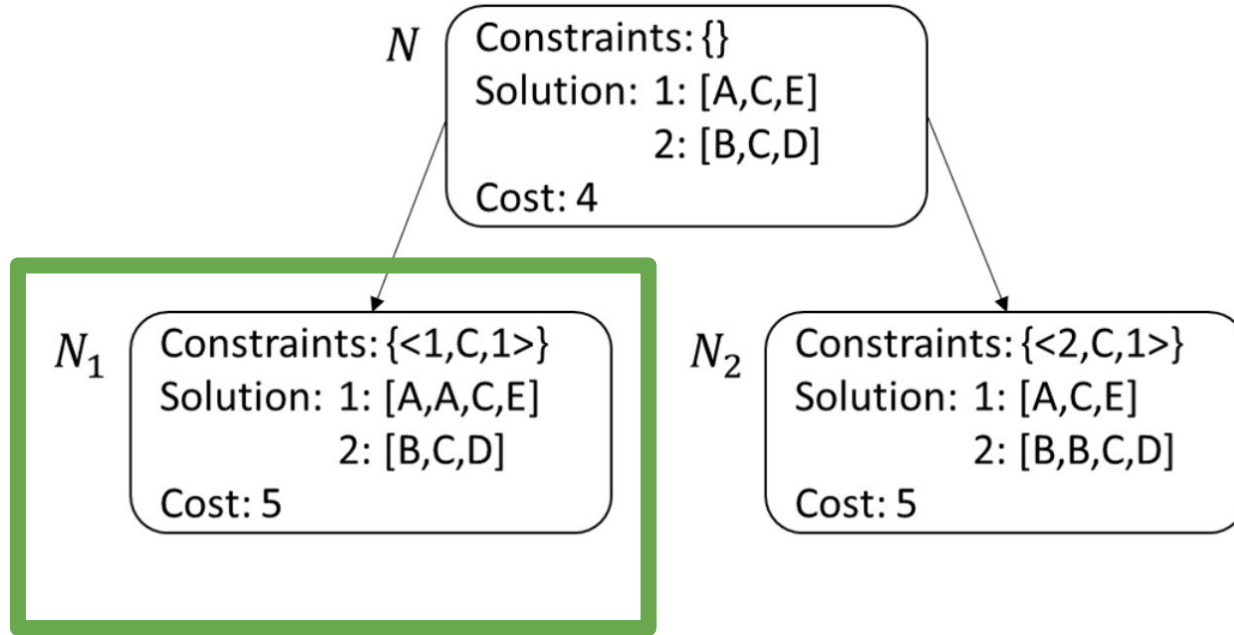 N
Constraints: {}
Solution: 1: [A,C,E]
2: [B,C,D]
Cost: 4
N₁
Constraints: {<1,C,1>}
Solution: 1: [A,A,C,E]
2: [B,C,D]
Cost: 5
N₂
Constraints: {<2,C,1>}
Solution: 1: [A,C,E]
2: [B,B,C,D]
Cost: 5